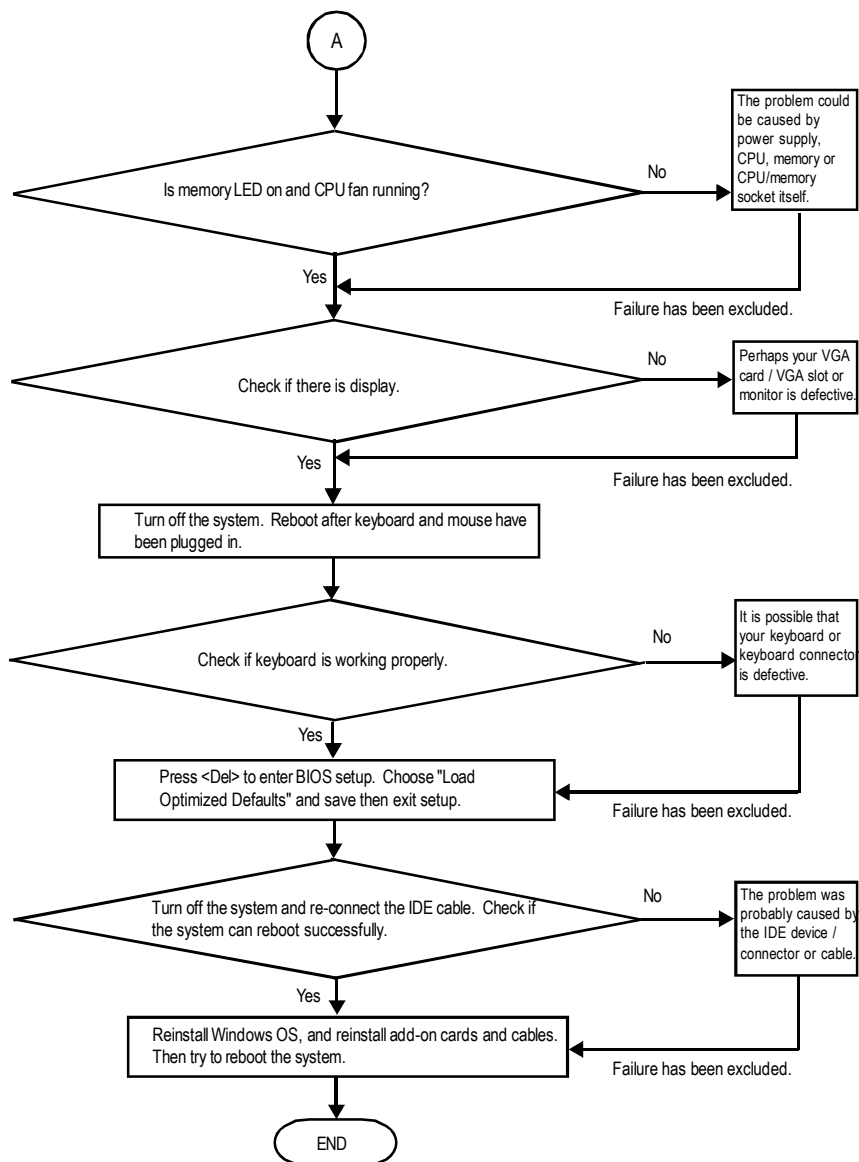 A
Is memory LED on and CPU fan running?
No
The problem could
be caused by
power supply,
CPU, memory or
CPU/memory
socket itself.
Yes
Failure has been excluded.
Check if there is display.
No
Perhaps your VGA
card / VGA slot or
monitor is defective.
Yes
Failure has been excluded.
Turn off the system. Reboot after keyboard and mouse have
been plugged in.
Check if keyboard is working properly.
No
It is possible that
your keyboard or
keyboard connector
is defective.
Yes
Press <Del> to enter BIOS setup. Choose "Load
Optimized Defaults" and save then exit setup.
Failure has been excluded.
Turn off the system and re-connect the IDE cable. Check if
the system can reboot successfully.
No
The problem was
probably caused by
the IDE device /
connector or cable.
Yes
Reinstall Windows OS, and reinstall add-on cards and cables.
Then try to reboot the system.
Failure has been excluded.
END